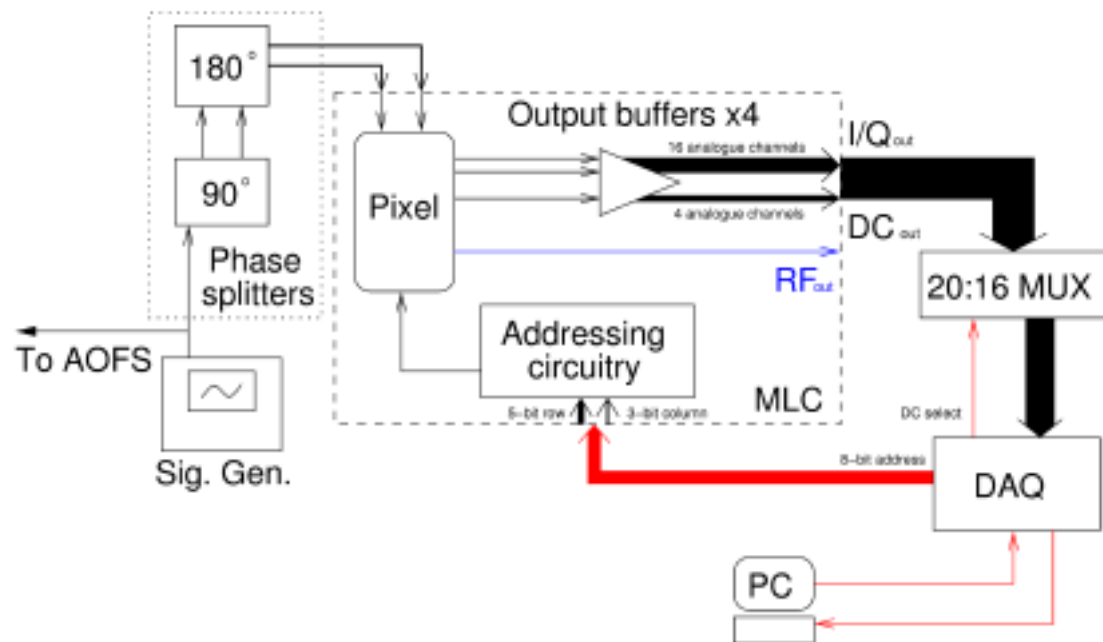 180°
90°
Phase
splitters
To AOFS
Sig. Gen.
Output buffers x4
16 analogue channels
4 analogue channels
Pixel
I/Qout
DCout
RFout
Addressing
circuitry
5-bit row
3-bit column
MLC
20:16 MUX
DC select
8-bit address
DAQ
PC